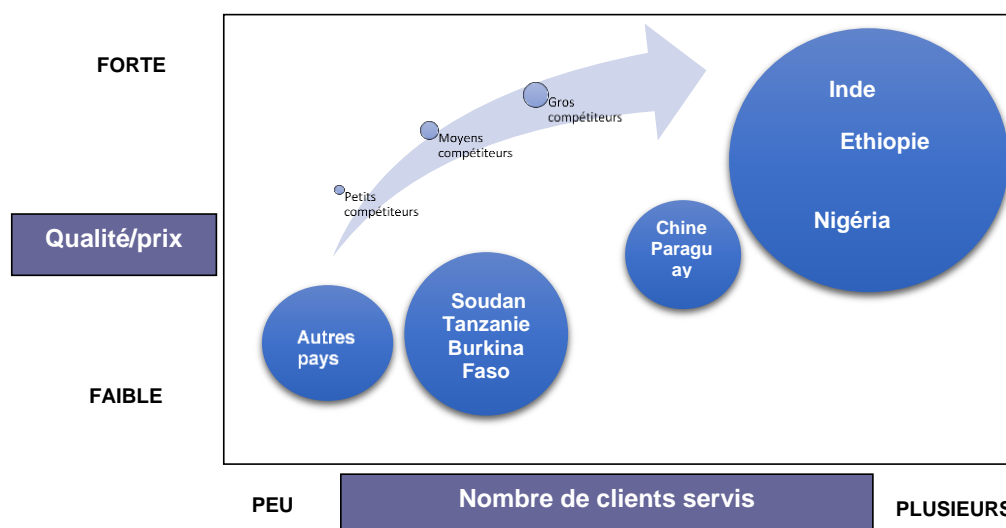 FORTE
Inde
Ethiopie
Nigéria
Gros
compétiteurs
Moyens
compétiteurs
Petits
compétiteurs
Qualité/prix
Chine
Paragu
ay
Soudan
Tanzanie
Burkina
Faso
Autres
pays
FAIBLE
PEU
Nombre de clients servis
PLUSIEURS